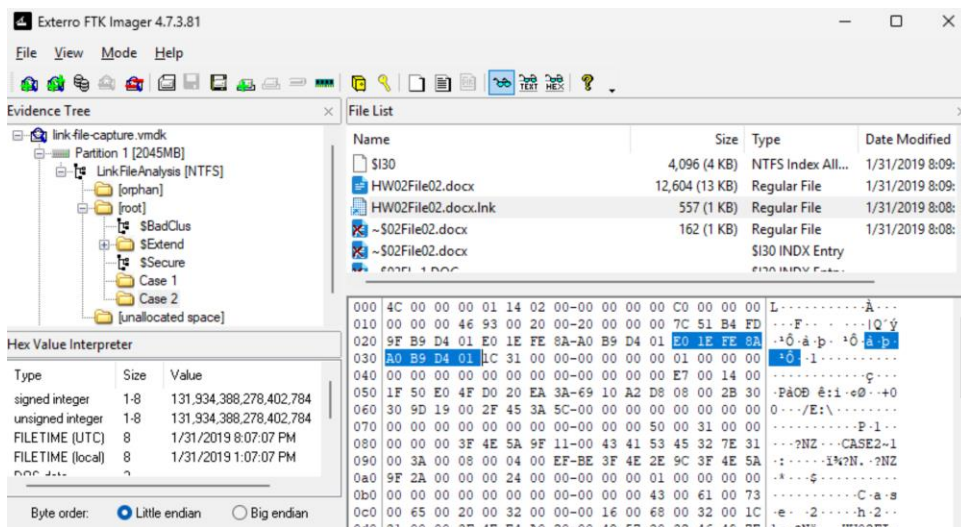 Exterro FTK Imager 4.7.3.81
File View Mode Help
Evidence Tree
link-file-capture.vmdk
Partition 1 [2045MB]
LinkFileAnalysis [NTFS]
[orphan]
[root]
$BadClus
$Extend
$Secure
Case 1
Case 2
[unallocated space]
Hex Value Interpreter
Type Size Value
signed integer 1-8 131,934,388,278,402,784
unsigned integer 1-8 131,934,388,278,402,784
FILETIME (UTC) 8 1/31/2019 8:07:07 PM
FILETIME (local) 8 1/31/2019 1:07:07 PM
Byte order: Little endian Big endian
File List
Name Size Type Date Modified
$I30 4,096 (4 KB) NTFS Index All... 1/31/2019 8:09:
HW02File02.docx 12,604 (13 KB) Regular File 1/31/2019 8:09:
HW02File02.docx.lnk 557 (1 KB) Regular File 1/31/2019 8:08:
~$02File02.docx 162 (1 KB) Regular File 1/31/2019 8:08:
~$02File02.docx $I30 INDX Entry
000 4C 00 00 00 01 14 02 00-00 00 00 00 C0 00 00 00 L···········À···
010 00 00 00 46 93 00 20 00-20 00 00 00 7C 51 B4 FD ···F·· · ···|Q´ý
020 9F B9 D4 01 E0 1E FE 8A-A0 B9 D4 01 E0 1E FE 8A ·¹Ô·à·þ· ¹Ô·à·þ·
030 A0 B9 D4 01 1C 31 00 00-00 00 00 00 01 00 00 00 ¹Ô··1··········
040 00 00 00 00 00 00 00 00-00 00 00 00 E7 00 14 00 ············ç···
050 1F 50 E0 4F D0 20 EA 3A-69 10 A2 D8 08 00 2B 30 ·PàOÐ ê:i·¢Ø··+0
060 30 9D 19 00 2F 45 3A 5C-00 00 00 00 00 00 00 00 0···/E:\········
070 00 00 00 00 00 00 00 00-00 00 00 50 00 31 00 00 ···········P·1··
080 00 00 00 3F 4E 5A 9F 11-00 43 41 53 45 32 7E 31 ···?NZ···CASE2~1
090 00 3A 00 08 00 04 00 EF-BE 3F 4E 2E 9C 3F 4E 5A ·:·····ï¾?N.·?NZ
0a0 9F 2A 00 00 00 24 00 00-00 00 00 01 00 00 00 00 ·*···$··········
0b0 00 00 00 00 00 00 00 00-00 00 00 43 00 61 00 73 ···········C·a·s
0c0 00 65 00 20 00 32 00 00-00 16 00 68 00 32 00 1C ·e· ·2·····h·2··